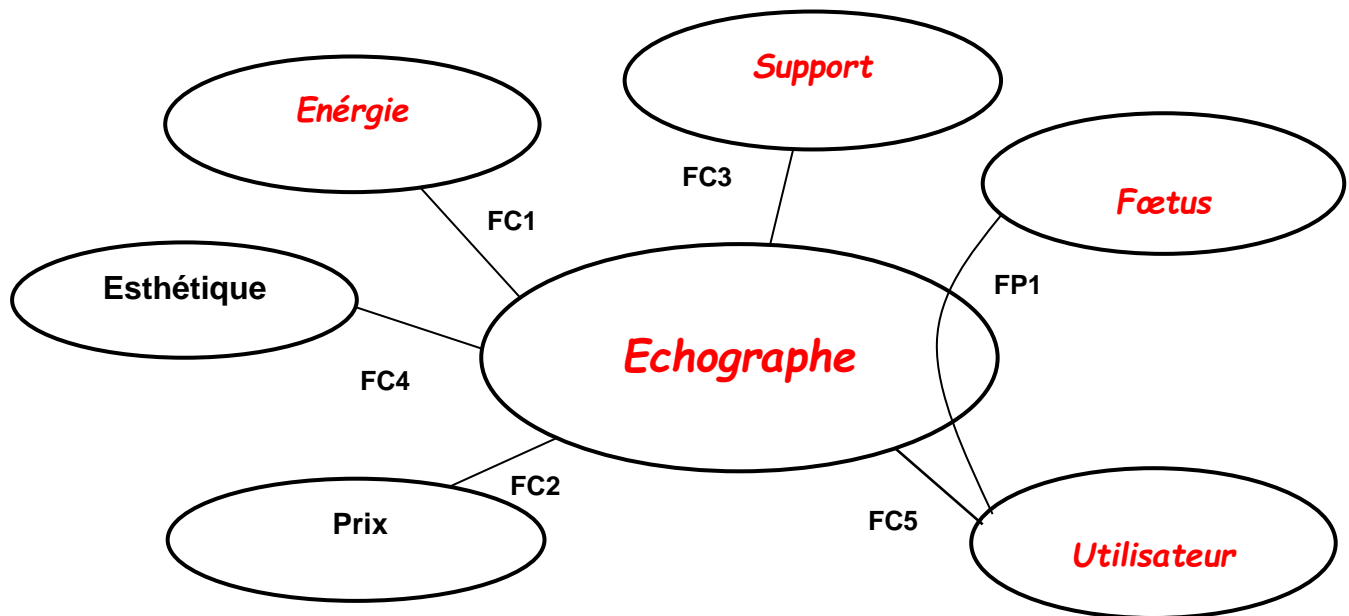 Support
Enérgie
FC3
Fœtus
FC1
FP1
Esthétique
Echographe
FC4
FC2
Prix
FC5
Utilisateur